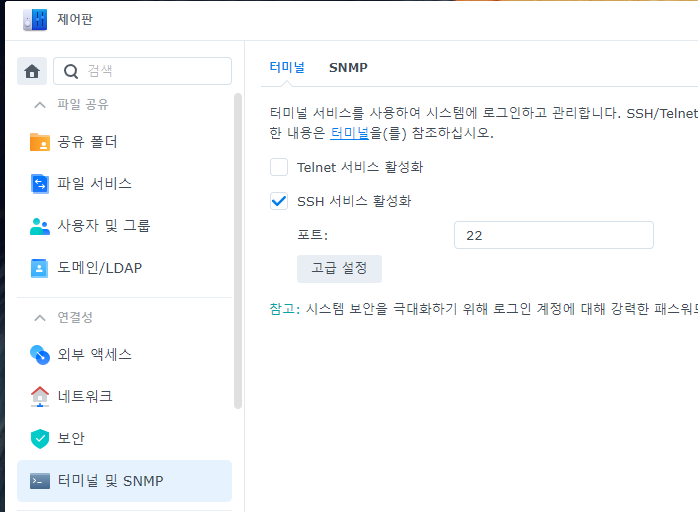 제어판
검색
파일 공유
공유 폴더
파일 서비스
사용자 및 그룹
도메인/LDAP
연결성
외부 액세스
네트워크
보안
터미널 및 SNMP
터미널 SNMP
터미널 서비스를 사용하여 시스템에 로그인하고 관리합니다. SSH/Telnet
한 내용은 터미널을(를) 참조하십시오.
Telnet 서비스 활성화
SSH 서비스 활성화
포트: 22
고급 설정
참고: 시스템 보안을 극대화하기 위해 로그인 계정에 대해 강력한 패스워드